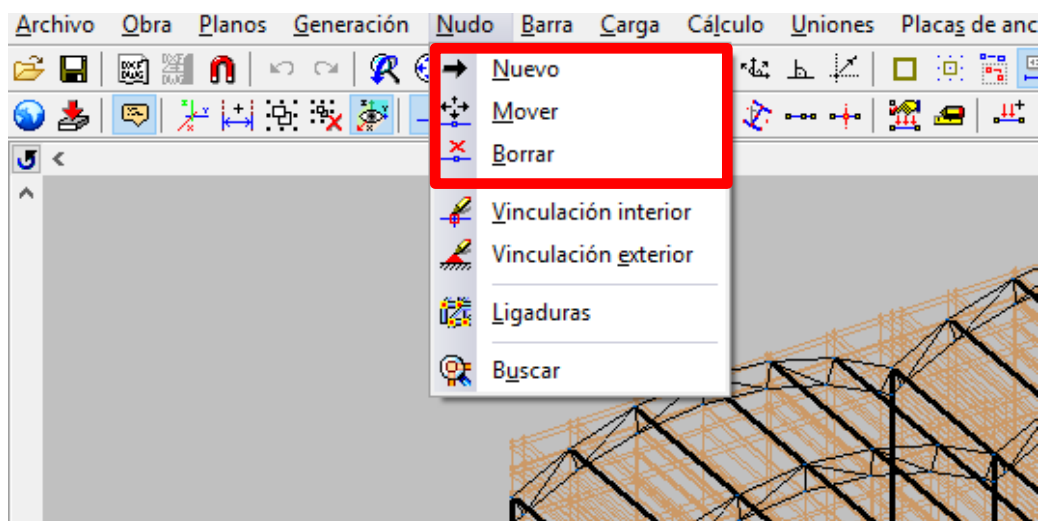 Archivo Obra Planos Generación Nudo Barra Carga Cálculo Uniones Placas de anc
Nuevo
Mover
Borrar
Vinculación interior
Vinculación exterior
Ligaduras
Buscar